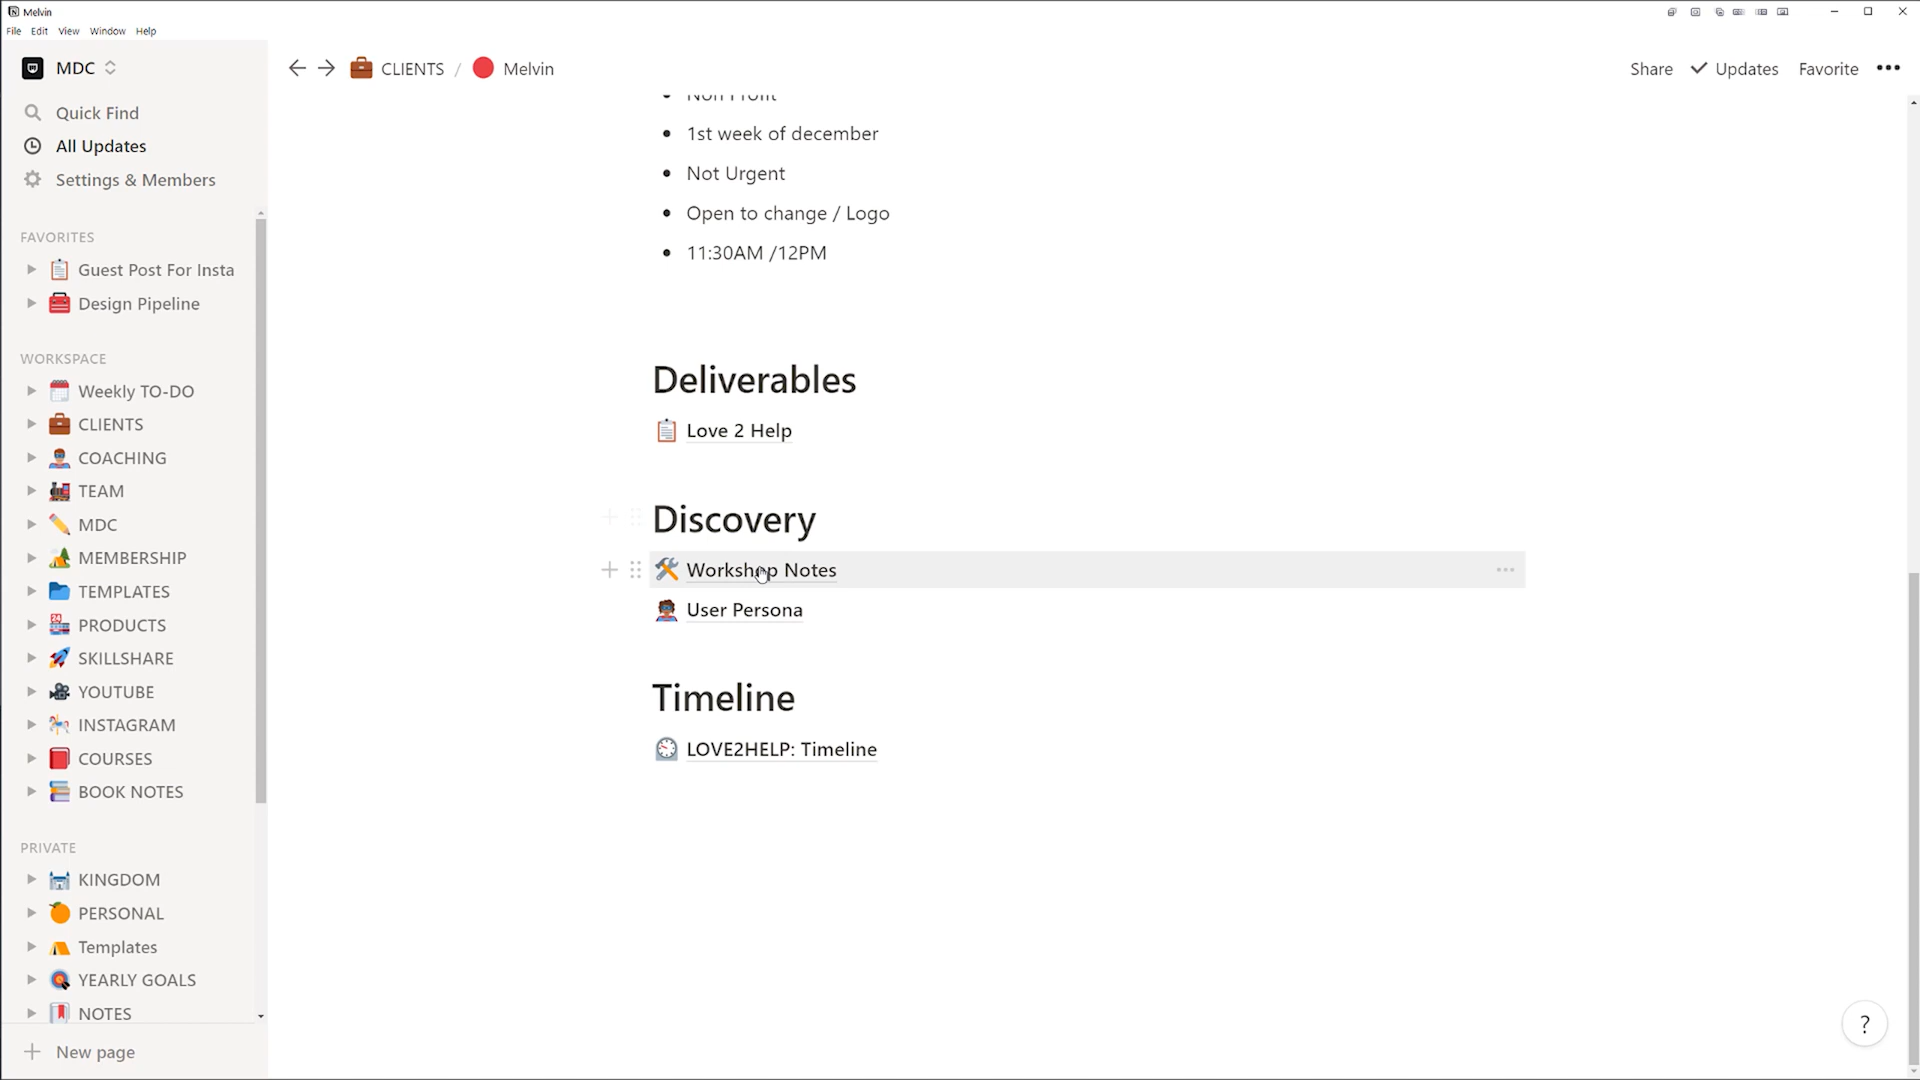 Melvin
File Edit View Window Help
MDC
CLIENTS / Melvin
Share Updates Favorite
Quick Find
All Updates
Settings & Members
FAVORITES
Guest Post For Insta
Design Pipeline
WORKSPACE
Weekly TO-DO
CLIENTS
COACHING
TEAM
MDC
MEMBERSHIP
TEMPLATES
PRODUCTS
SKILLSHARE
YOUTUBE
INSTAGRAM
COURSES
BOOK NOTES
PRIVATE
KINGDOM
PERSONAL
Templates
YEARLY GOALS
NOTES
New page
Non Profit
1st week of december
Not Urgent
Open to change / Logo
11:30AM /12PM
Deliverables
Love 2 Help
Discovery
Workshop Notes
User Persona
Timeline
LOVE2HELP: Timeline
?